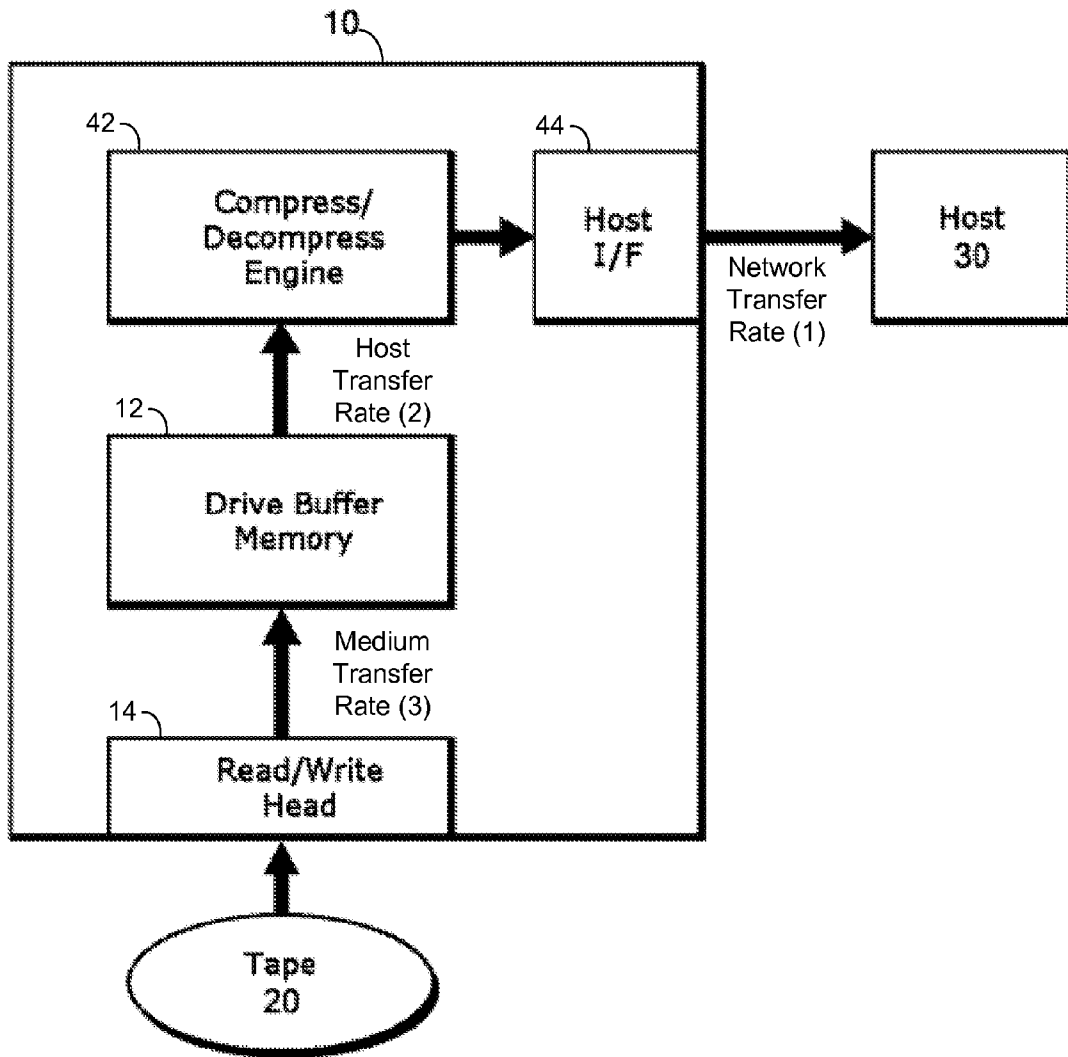 10
42
Compress/
Decompress
Engine
44
Host
I/F
Host
30
Network
Transfer
Rate (1)
Host
Transfer
Rate (2)
12
Drive Buffer
Memory
Medium
Transfer
Rate (3)
14
Read/Write
Head
Tape
20